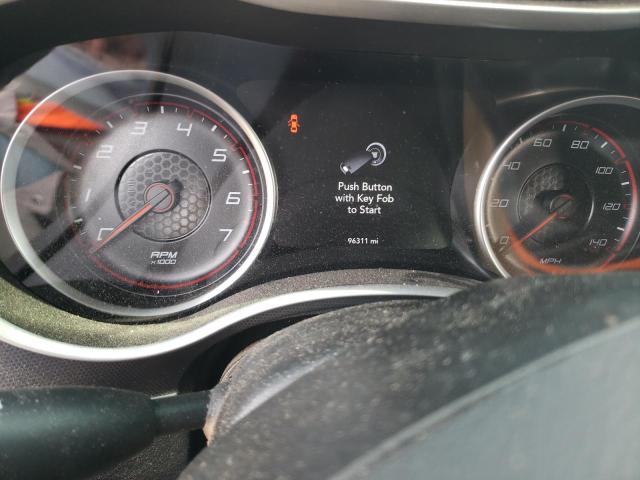 0 1 2 3 4 5 6 7
RPM
x1000
Push Button
with Key Fob
to Start
96311 mi
0 20 40 60 80 100 120 140
MPH